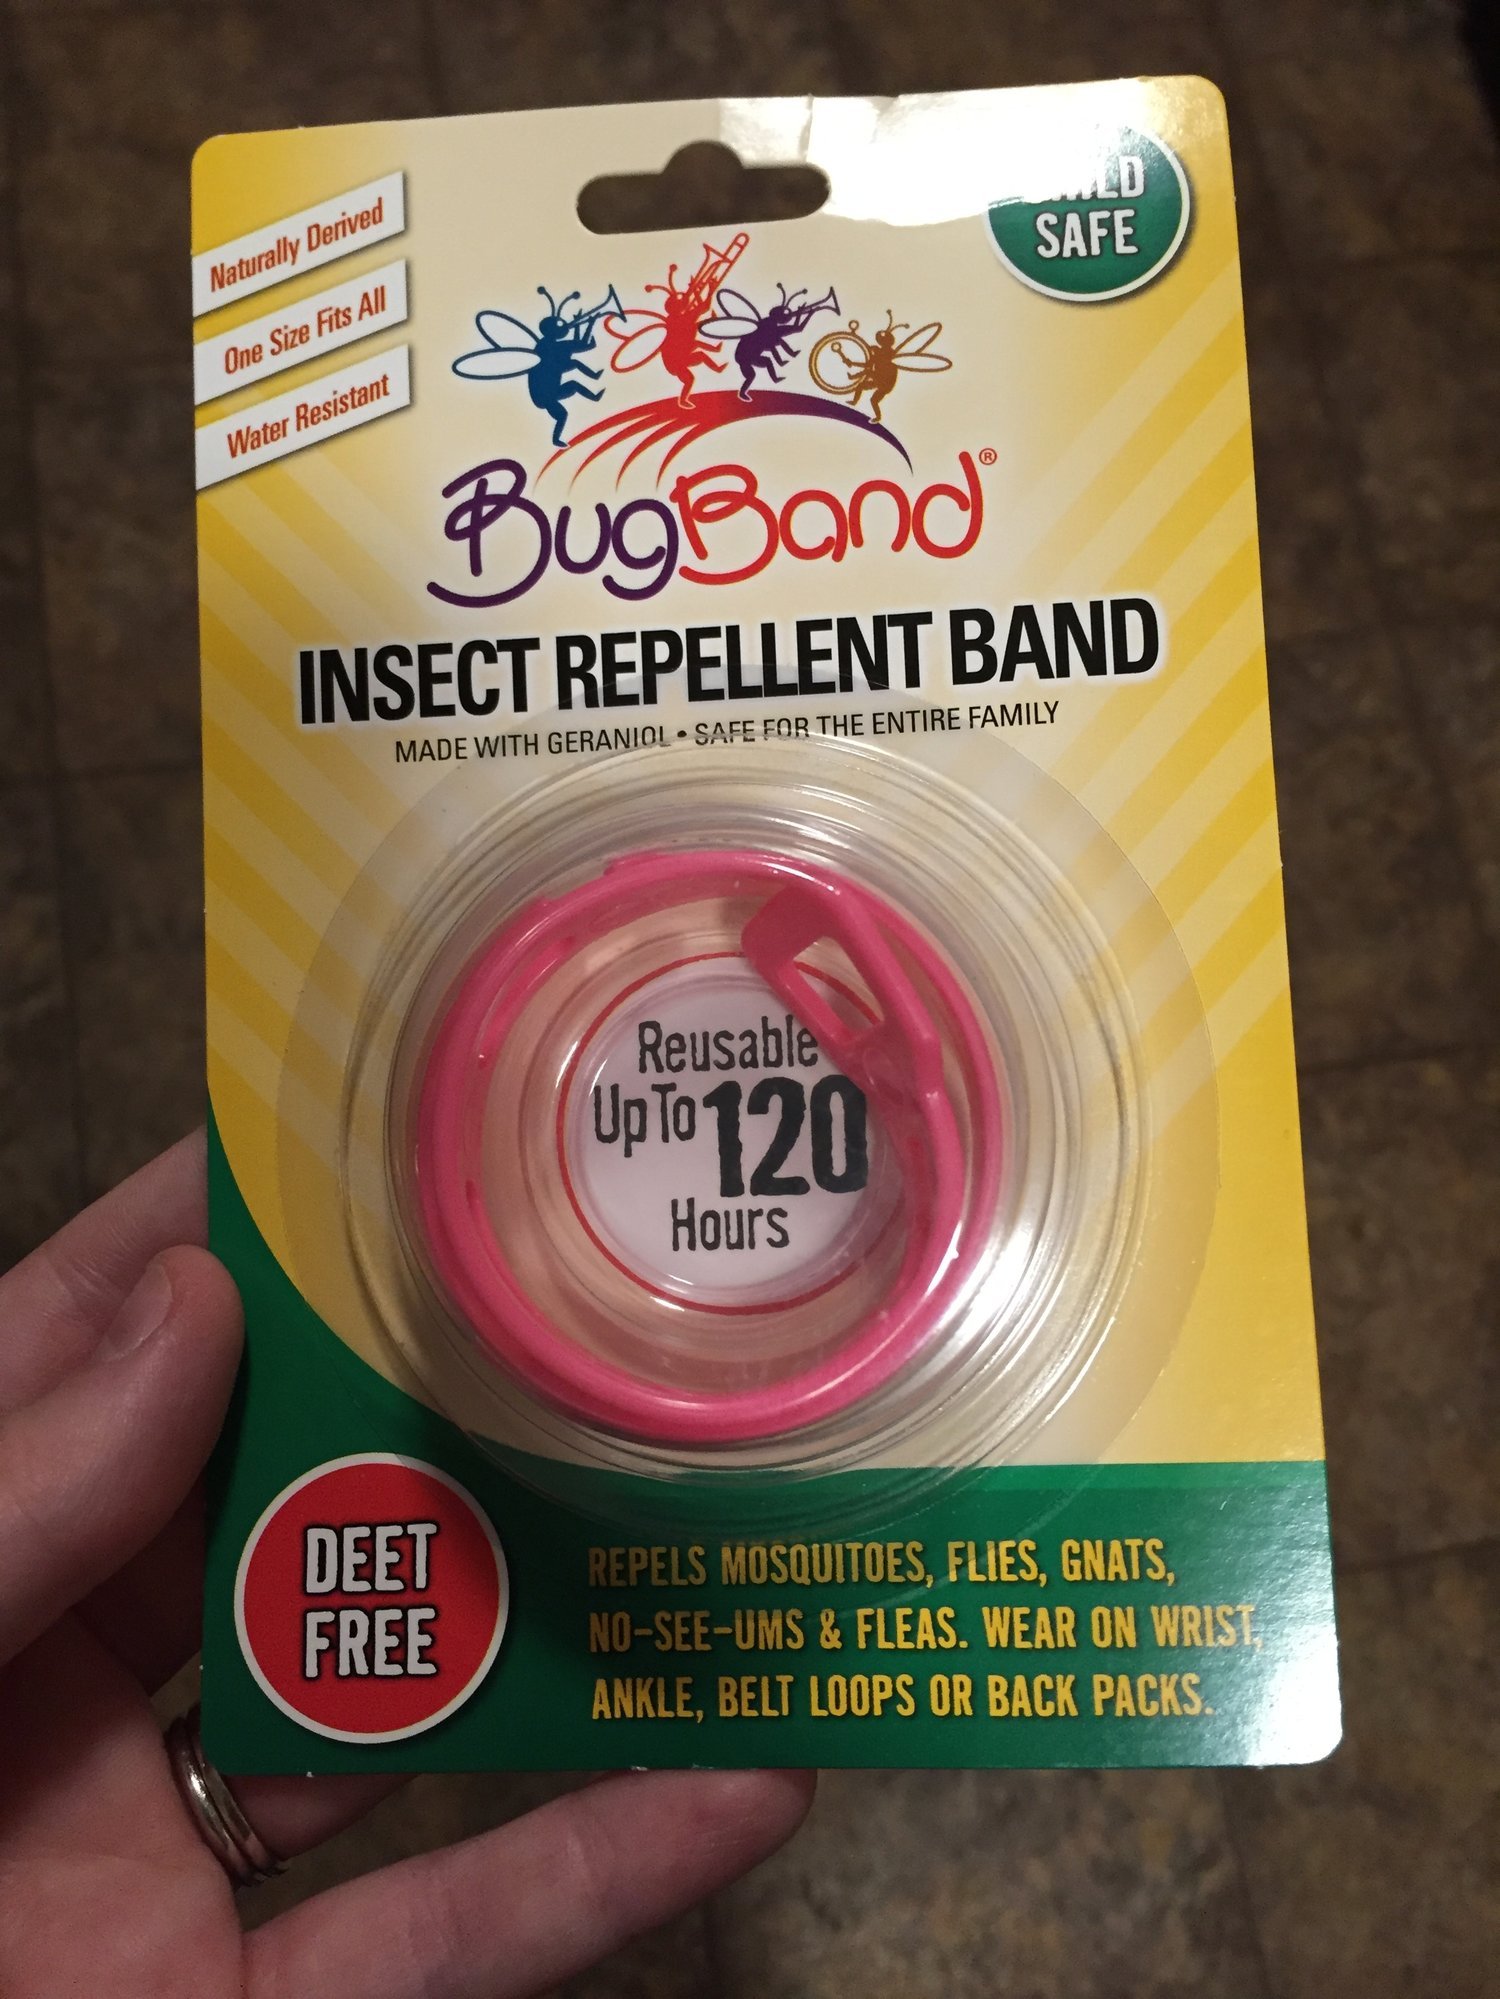 Naturally Derived
One Size Fits All
Water Resistant
SAFE
BugBand®
INSECT REPELLENT BAND
MADE WITH GERANIOL • SAFE FOR THE ENTIRE FAMILY
Reusable
Up To 120
Hours
DEET
FREE
REPELS MOSQUITOES, FLIES, GNATS,
NO-SEE-UMS & FLEAS. WEAR ON WRIST,
ANKLE, BELT LOOPS OR BACK PACKS.